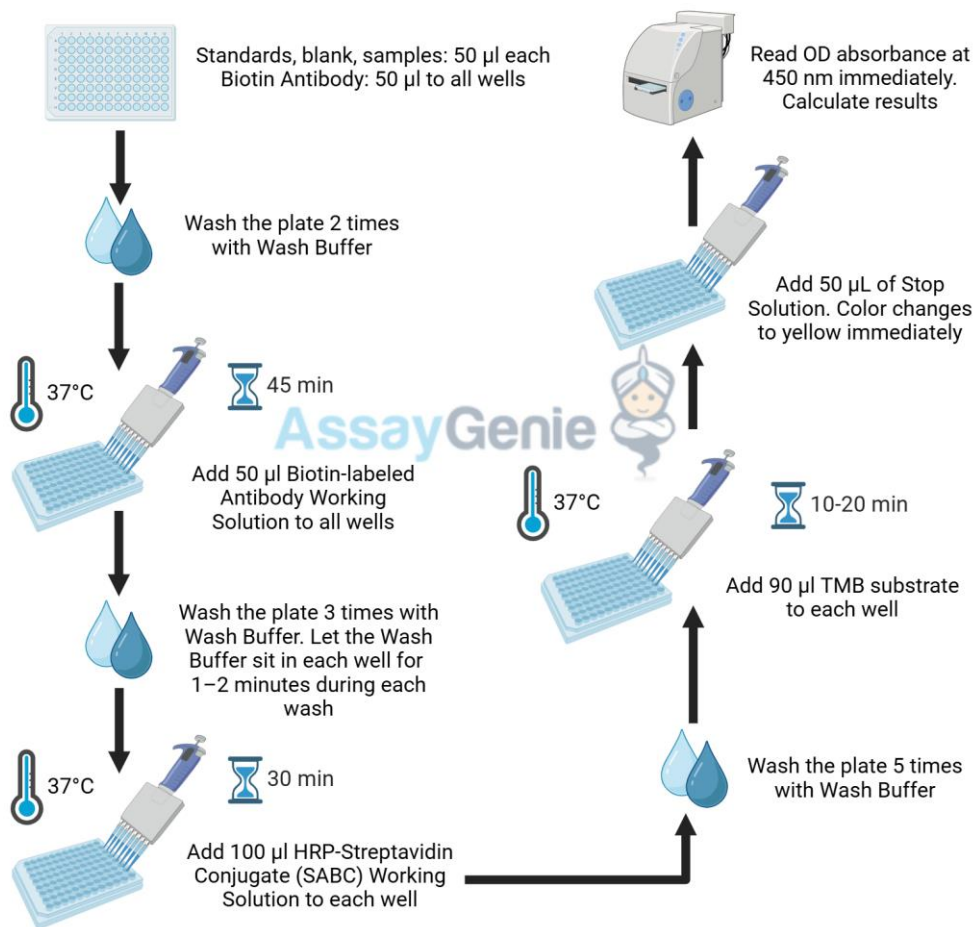 Standards, blank, samples: 50 µl each
Biotin Antibody: 50 µl to all wells
Wash the plate 2 times
with Wash Buffer
37°C
45 min
Add 50 µl Biotin-labeled
Antibody Working
Solution to all wells
Wash the plate 3 times with
Wash Buffer. Let the Wash
Buffer sit in each well for
1–2 minutes during each
wash
37°C
30 min
Add 100 µl HRP-Streptavidin
Conjugate (SABC) Working
Solution to each well
Wash the plate 5 times
with Wash Buffer
37°C
10-20 min
Add 90 µl TMB substrate
to each well
Add 50 µL of Stop
Solution. Color changes
to yellow immediately
Read OD absorbance at
450 nm immediately.
Calculate results
AssayGenie